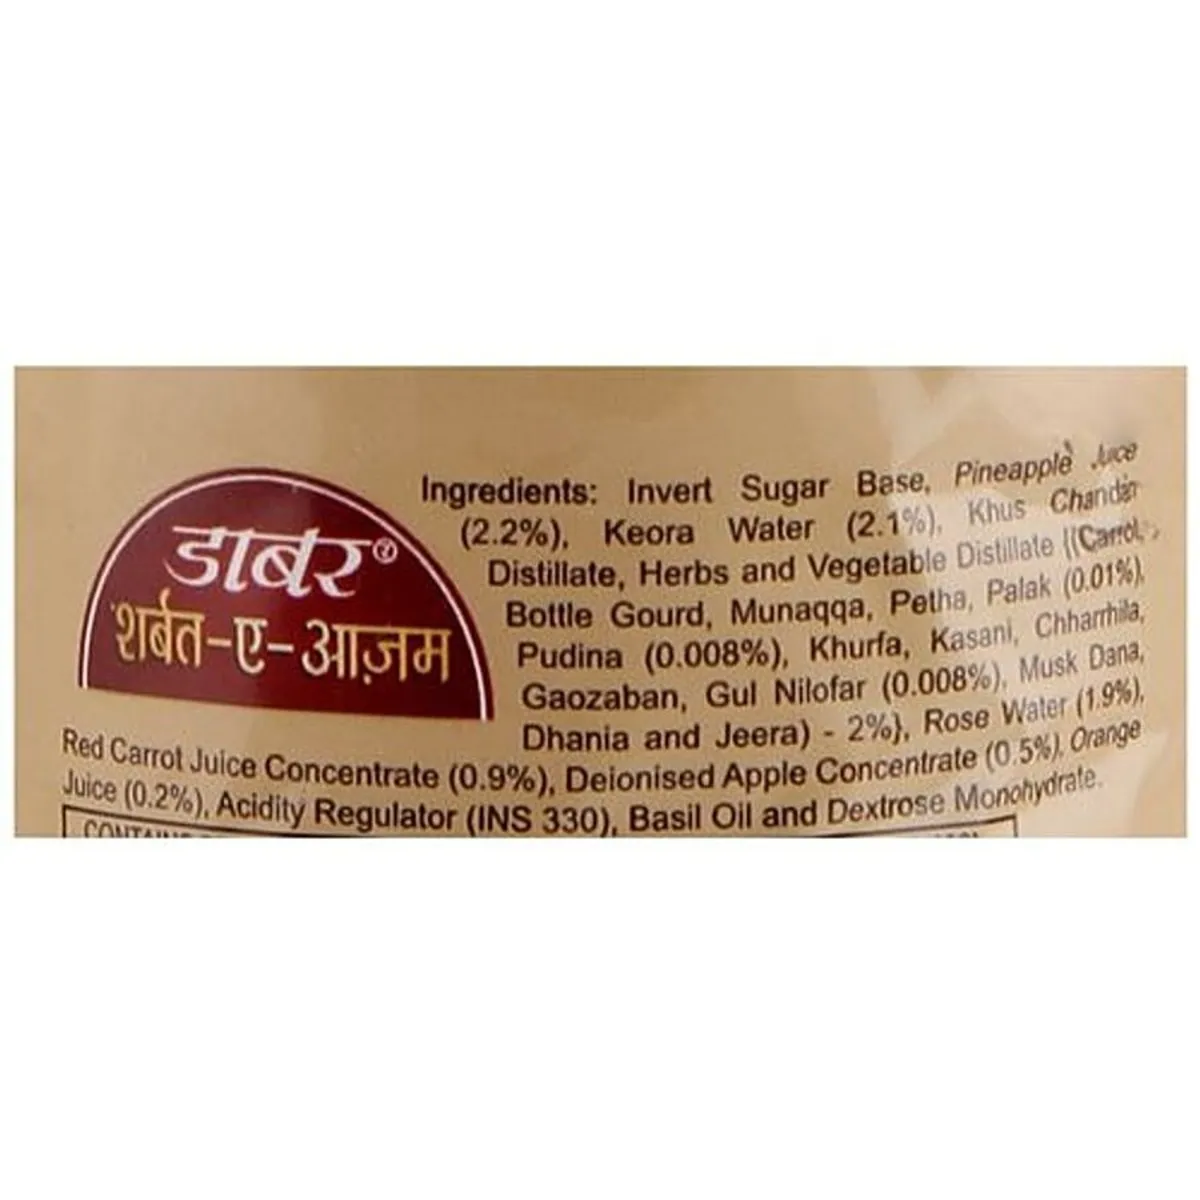 डाबर®
शर्बत-ए-आज़म
Ingredients: Invert Sugar Base, Pineapple Juice
(2.2%), Keora Water (2.1%), Khus Chandan
Distillate, Herbs and Vegetable Distillate {(Carrot,
Bottle Gourd, Munaqqa, Petha, Palak (0.01%),
Pudina (0.008%), Khurfa, Kasani, Chharrhila,
Gaozaban, Gul Nilofar (0.008%), Musk Dana,
Dhania and Jeera) - 2%}, Rose Water (1.9%),
Red Carrot Juice Concentrate (0.9%), Deionised Apple Concentrate (0.5%), Orange
Juice (0.2%), Acidity Regulator (INS 330), Basil Oil and Dextrose Monohydrate.
CONTAINS